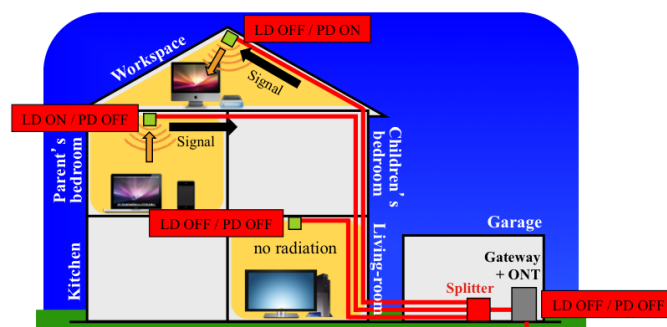 LD OFF / PD ON
Workspace
Signal
LD ON / PD OFF
Signal
Parent's
bedroom
Children's
bedroom
LD OFF / PD OFF
no radiation
Kitchen
Living-room
Garage
Gateway
+ ONT
Splitter
LD OFF / PD OFF